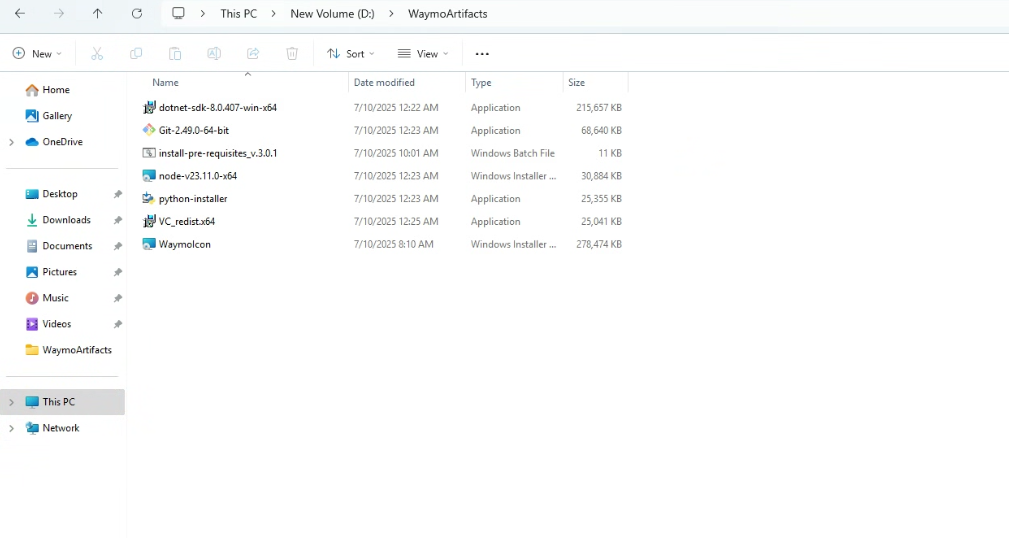 This PC > New Volume (D:) > WaymoArtifacts
New Sort View
Name Date modified Type Size
Home
Gallery
OneDrive
Desktop
Downloads
Documents
Pictures
Music
Videos
WaymoArtifacts
This PC
Network
dotnet-sdk-8.0.407-win-x64 7/10/2025 12:22 AM Application 215,657 KB
Git-2.49.0-64-bit 7/10/2025 12:23 AM Application 68,640 KB
install-pre-requisites_v.3.0.1 7/10/2025 10:01 AM Windows Batch File 11 KB
node-v23.11.0-x64 7/10/2025 12:23 AM Windows Installer ... 30,884 KB
python-installer 7/10/2025 12:23 AM Application 25,355 KB
VC_redist.x64 7/10/2025 12:25 AM Application 25,041 KB
WaymoIcon 7/10/2025 8:10 AM Windows Installer ... 278,474 KB